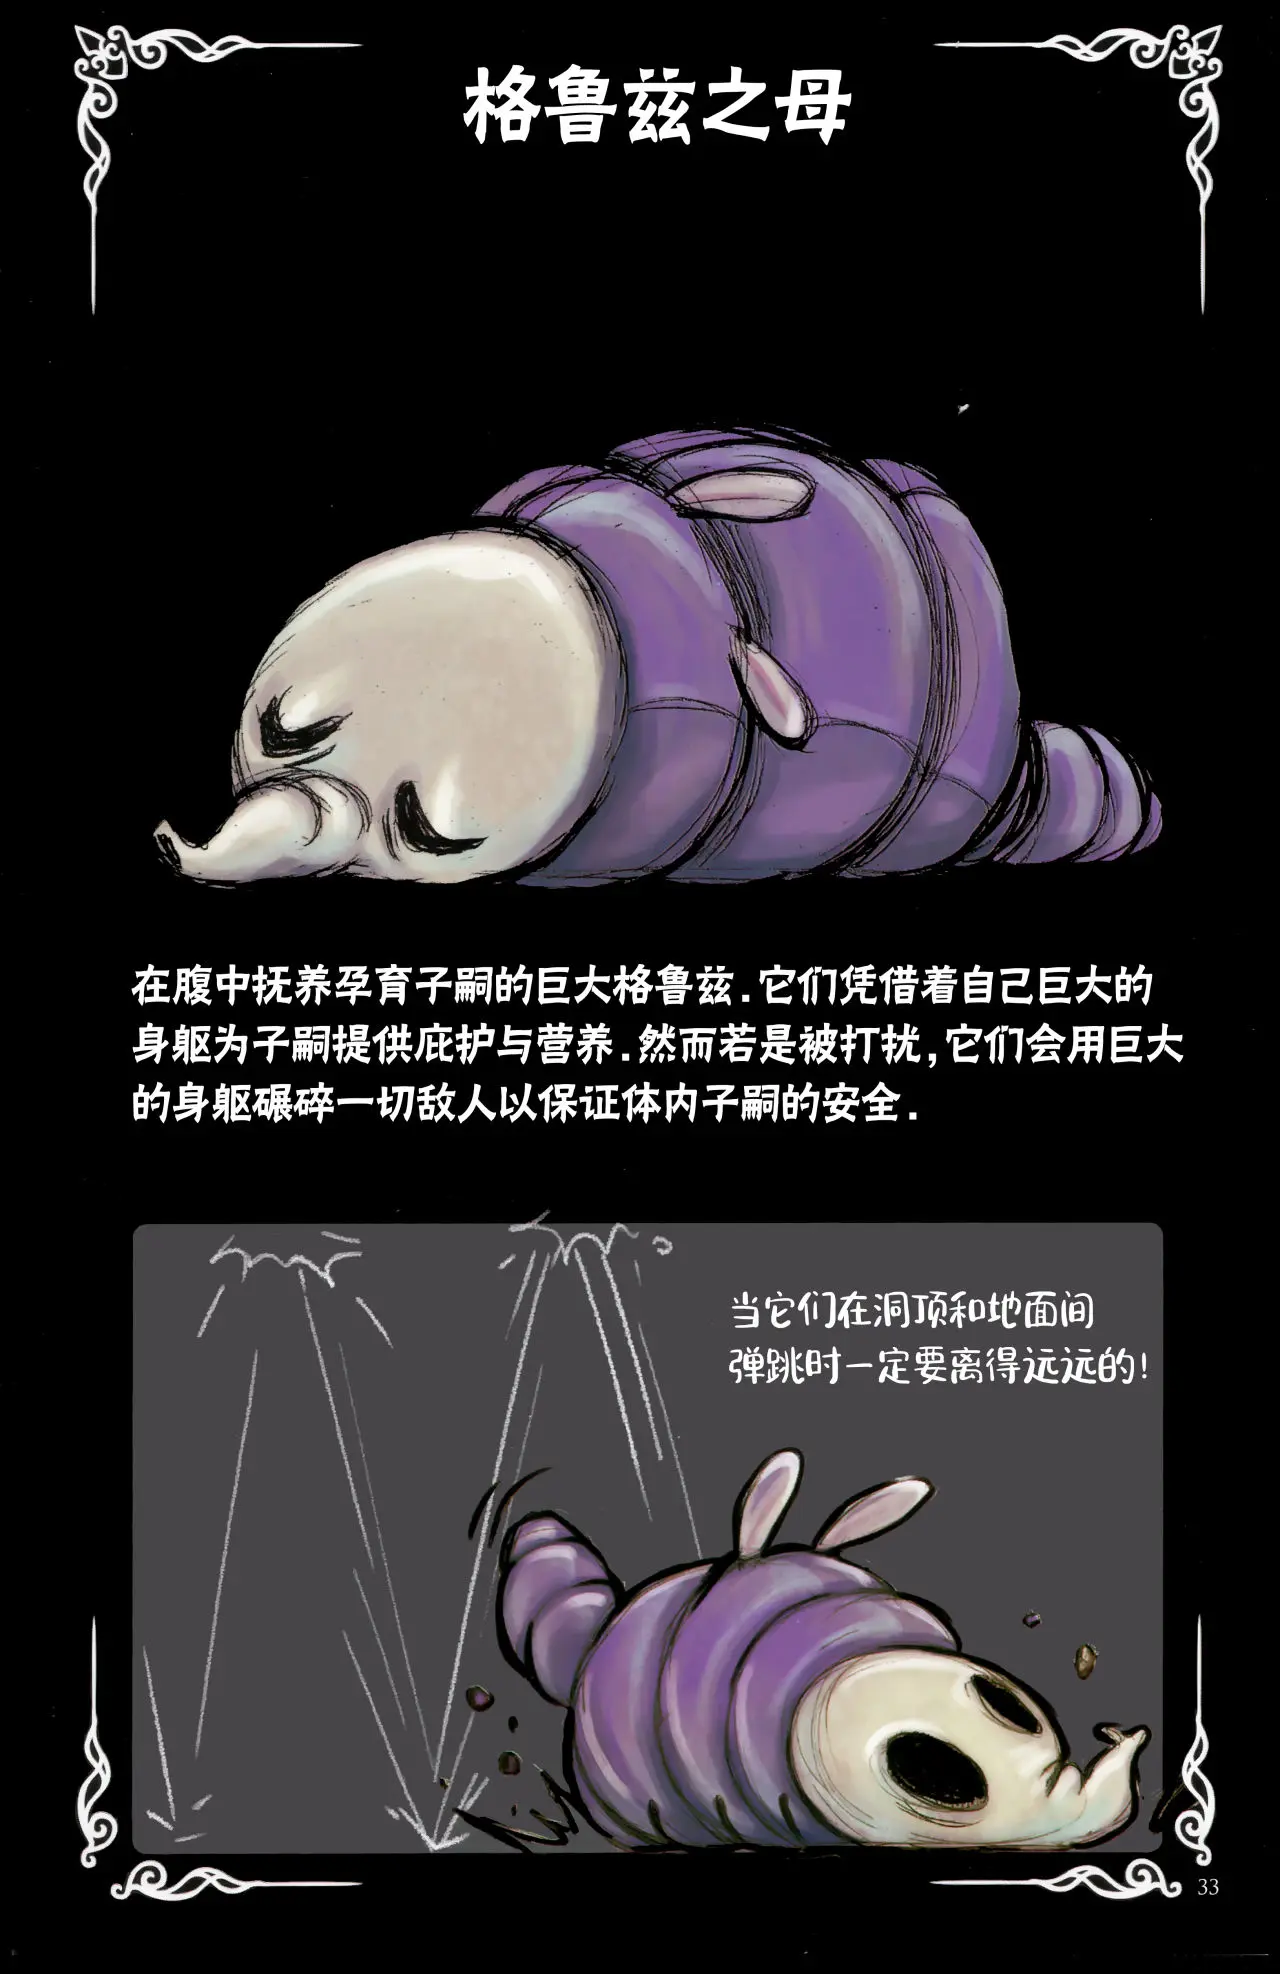 格鲁兹之母
在腹中抚养孕育子嗣的巨大格鲁兹.它们凭借着自己巨大的
身躯为子嗣提供庇护与营养.然而若是被打扰,它们会用巨大
的身躯碾碎一切敌人以保证体内子嗣的安全.
当它们在洞顶和地面间
弹跳时一定要离得远远的!
33